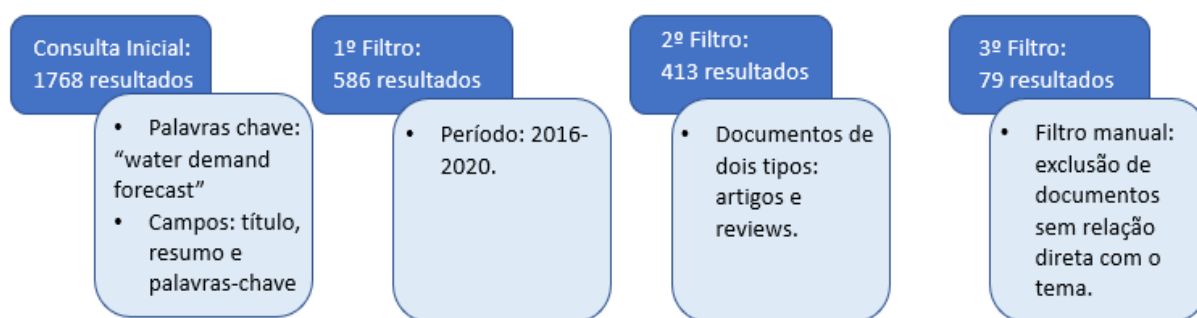 Consulta Inicial:
1768 resultados
• Palavras chave:
“water demand
forecast”
• Campos: título,
resumo e
palavras-chave
1º Filtro:
586 resultados
• Período: 2016-
2020.
2º Filtro:
413 resultados
• Documentos de
dois tipos:
artigos e
reviews.
3º Filtro:
79 resultados
• Filtro manual:
exclusão de
documentos
sem relação
direta com o
tema.